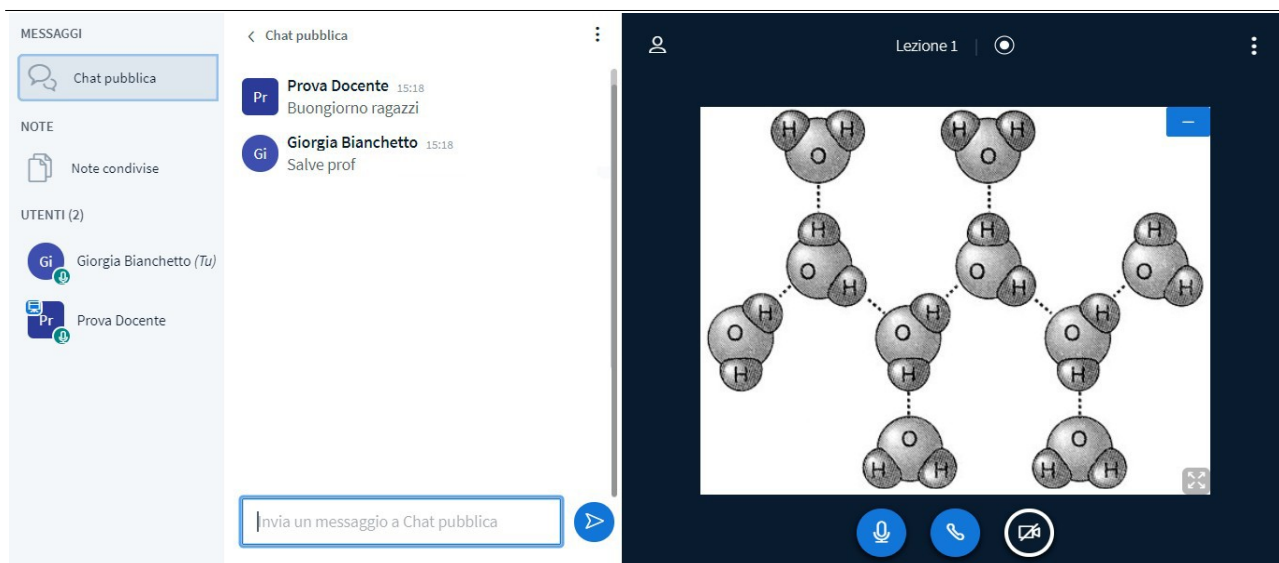 MESSAGGI
Chat pubblica
NOTE
Note condivise
UTENTI (2)
Gi
Giorgia Bianchetto (Tu)
Pr
Prova Docente
Chat pubblica
Pr
Prova Docente 15:18
Buongiorno ragazzi
Gi
Giorgia Bianchetto 15:18
Salve prof
Invia un messaggio a Chat pubblica
Lezione 1
H H H H
O O
H H H
O O O
H H H
H H
O O O
H H H
O O
H H H H